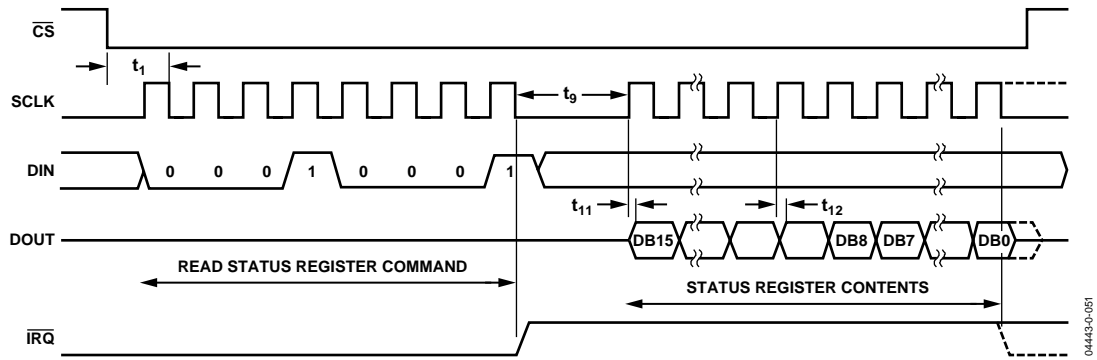 CS
t1
SCLK
t9
DIN
0 0 0 1 0 0 0 1
t11
t12
DOUT
DB15 DB8 DB7 DB0
READ STATUS REGISTER COMMAND
STATUS REGISTER CONTENTS
IRQ
04443-0-051